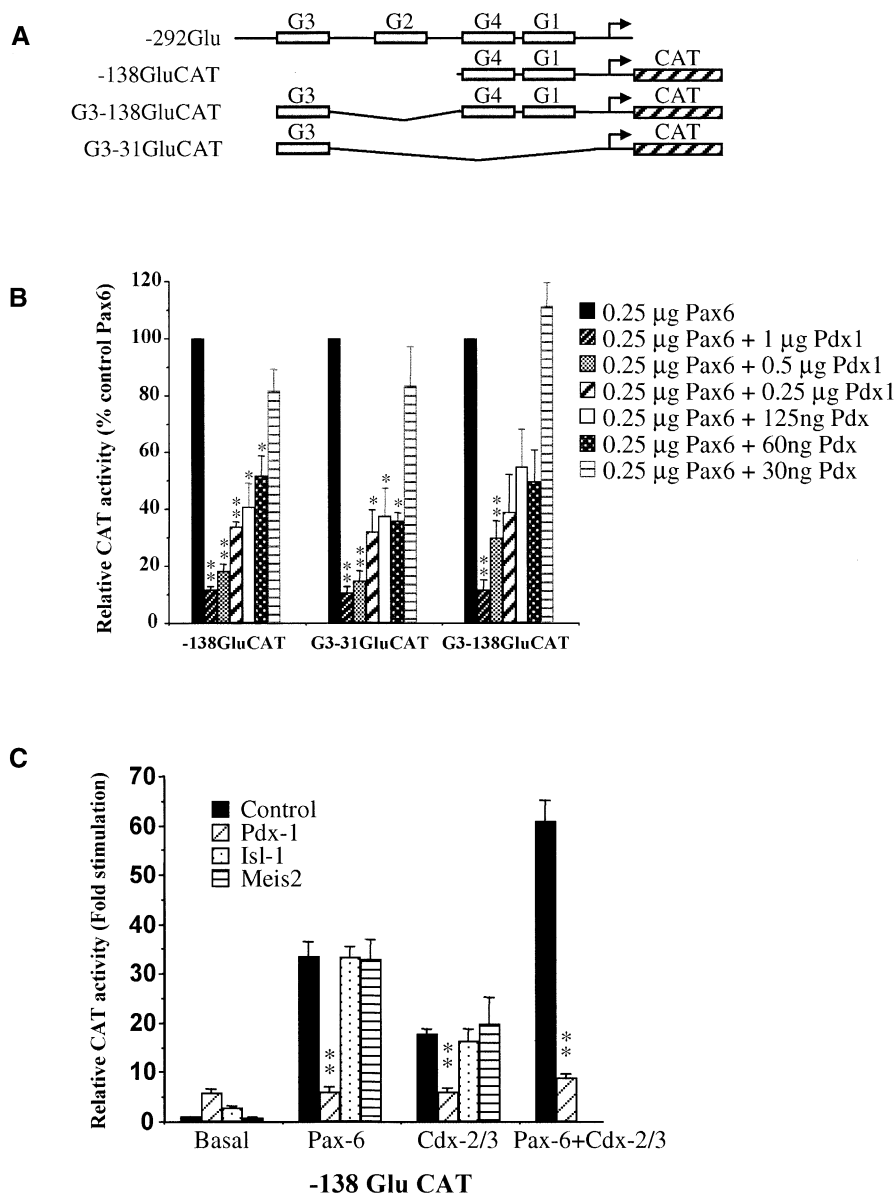 A
G3 G2 G4 G1
-292Glu
G4 G1 CAT
-138GluCAT
G3 G4 G1 CAT
G3-138GluCAT
G3 CAT
G3-31GluCAT
B
Relative CAT activity (% control Pax6)
120
100
80
60
40
20
0
** ** ** * *
** ** * * *
** **
-138GluCAT G3-31GluCAT G3-138GluCAT
0.25 µg Pax6
0.25 µg Pax6 + 1 µg Pdx1
0.25 µg Pax6 + 0.5 µg Pdx1
0.25 µg Pax6 + 0.25 µg Pdx1
0.25 µg Pax6 + 125ng Pdx
0.25 µg Pax6 + 60ng Pdx
0.25 µg Pax6 + 30ng Pdx
C
Relative CAT activity (Fold stimulation)
70
60
50
40
30
20
10
0
Control
Pdx-1
Isl-1
Meis2
** ** **
Basal Pax-6 Cdx-2/3 Pax-6+Cdx-2/3
-138 Glu CAT